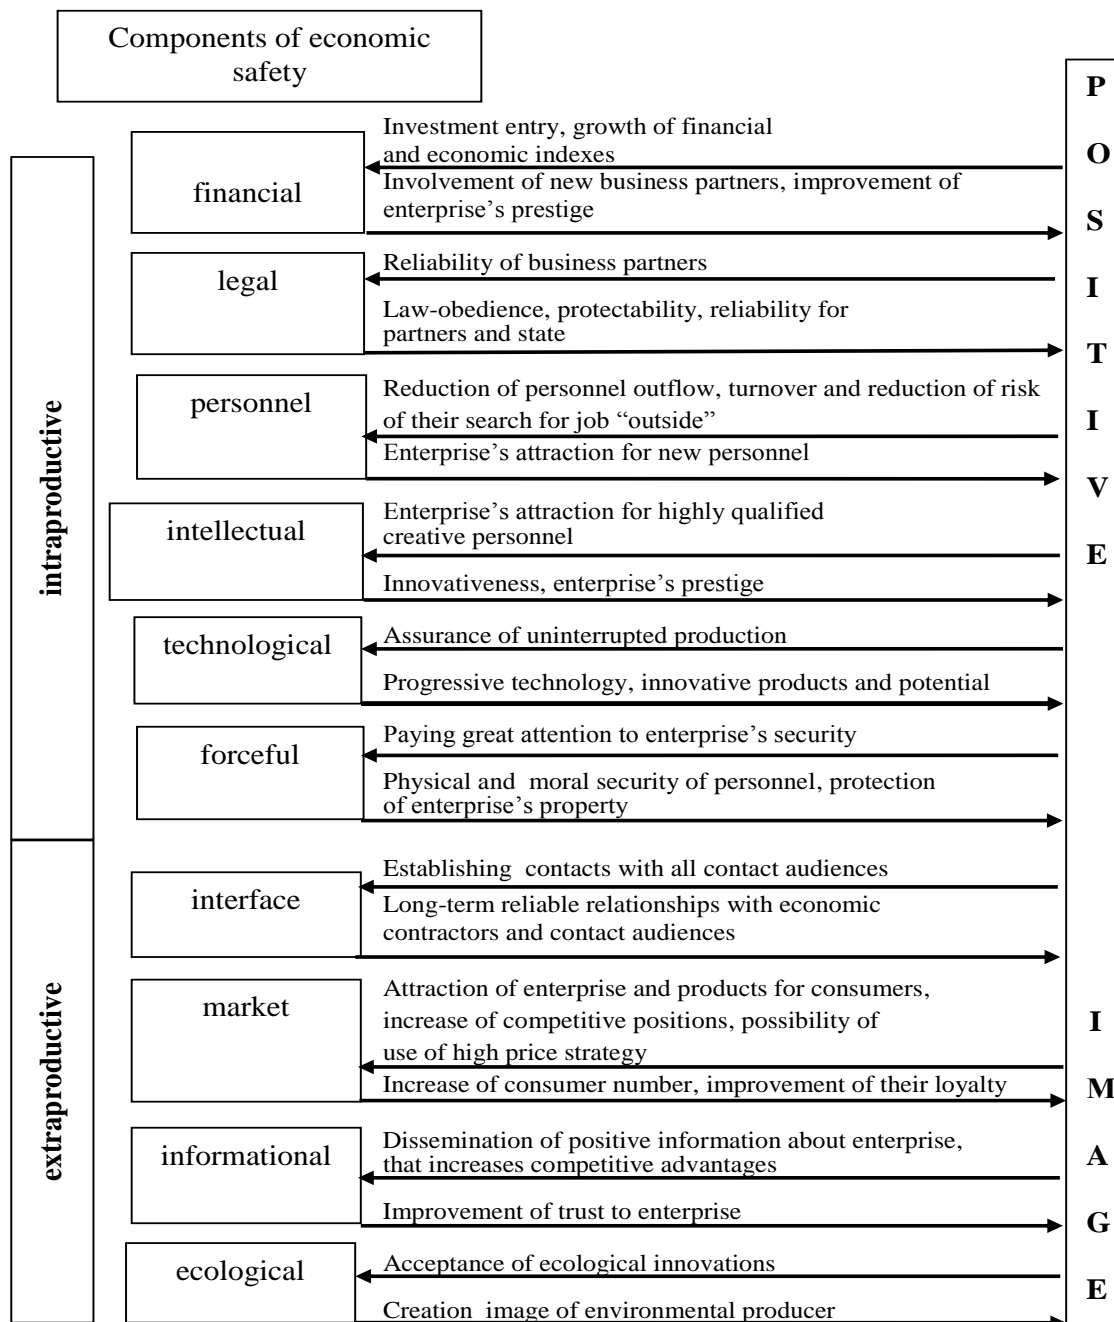 Components of economic
safety
intraproductive
financial
Investment entry, growth of financial
and economic indexes
Involvement of new business partners, improvement of
enterprise’s prestige
legal
Reliability of business partners
Law-obedience, protectability, reliability for
partners and state
personnel
Reduction of personnel outflow, turnover and reduction of risk
of their search for job “outside”
Enterprise’s attraction for new personnel
intellectual
Enterprise’s attraction for highly qualified
creative personnel
Innovativeness, enterprise’s prestige
technological
Assurance of uninterrupted production
Progressive technology, innovative products and potential
forceful
Paying great attention to enterprise’s security
Physical and moral security of personnel, protection
of enterprise’s property
extraproductive
interface
Establishing contacts with all contact audiences
Long-term reliable relationships with economic
contractors and contact audiences
market
Attraction of enterprise and products for consumers,
increase of competitive positions, possibility of
use of high price strategy
Increase of consumer number, improvement of their loyalty
informational
Dissemination of positive information about enterprise,
that increases competitive advantages
Improvement of trust to enterprise
ecological
Acceptance of ecological innovations
Creation image of environmental producer
POSITIVE
IMAGE